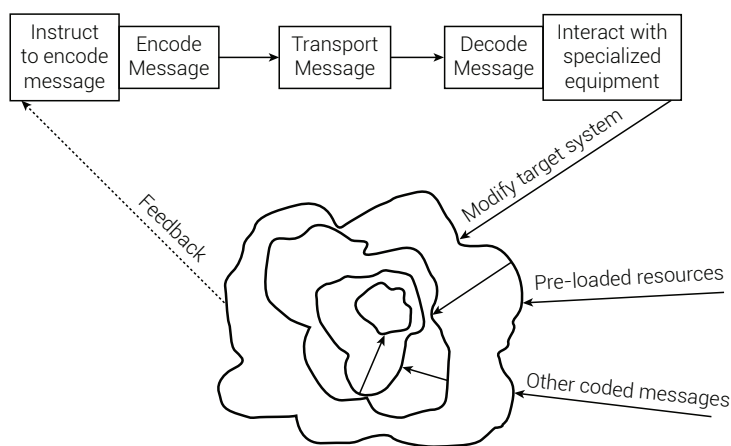 Instruct
to encode
message
Encode
Message
Transport
Message
Decode
Message
Interact with
specialized
equipment
Modify target system
Feedback
Pre-loaded resources
Other coded messages